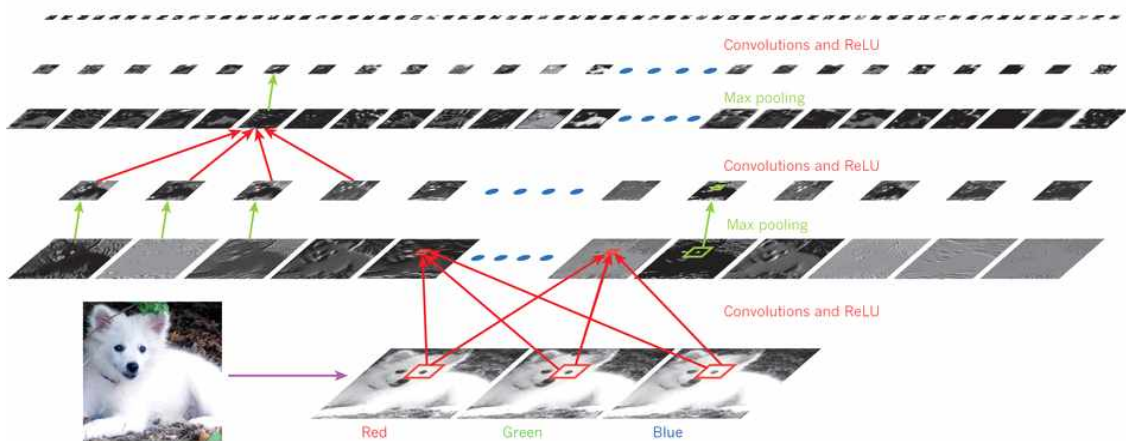 Convolutions and ReLU
Max pooling
Convolutions and ReLU
Max pooling
Convolutions and ReLU
Red
Green
Blue